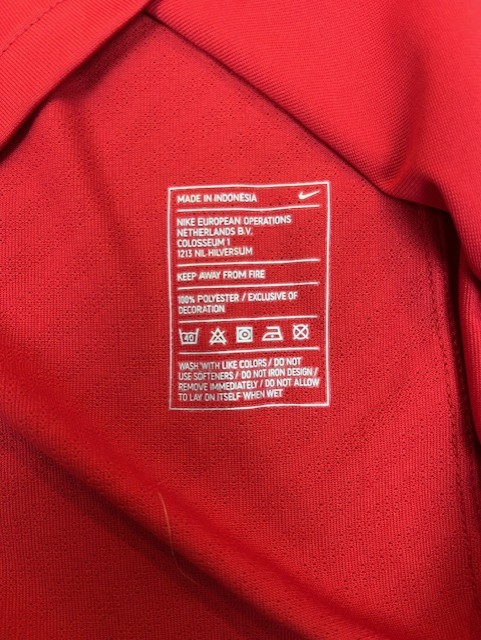 MADE IN INDONESIA
NIKE EUROPEAN OPERATIONS
NETHERLANDS B.V.
COLOSSEUM 1
1213 NL HILVERSUM
KEEP AWAY FROM FIRE
100% POLYESTER / EXCLUSIVE OF
DECORATION
40
WASH WITH LIKE COLORS / DO NOT
USE SOFTENERS / DO NOT IRON DESIGN /
REMOVE IMMEDIATELY / DO NOT ALLOW
TO LAY ON ITSELF WHEN WET